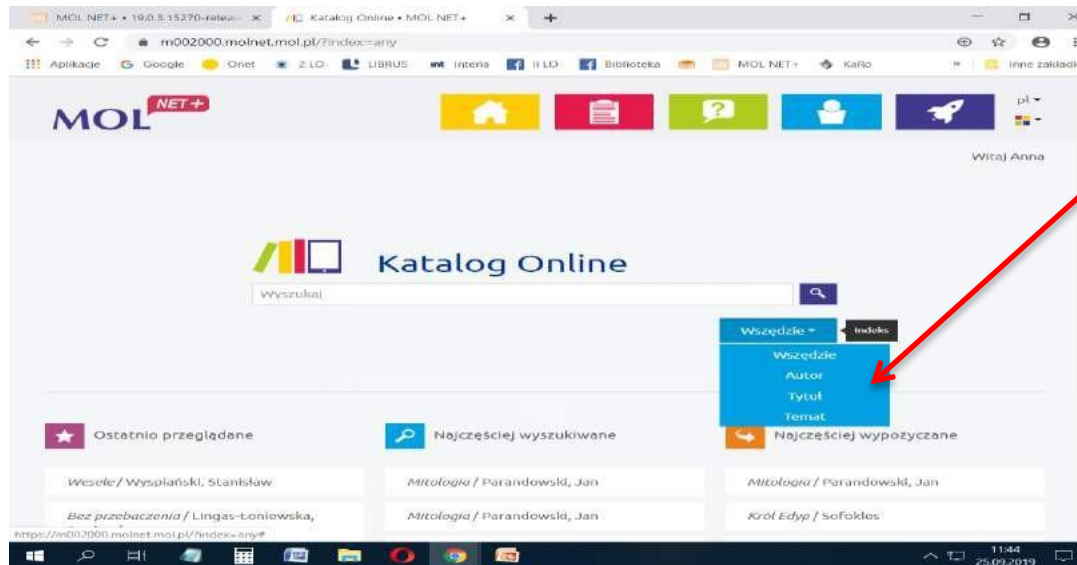 MOL NET+ • 19.0.3.15270-releas
Katalog Online • MOL NET+
m002000.molnet.mol.pl/?index=any
Aplikacje Google Onet 2 LO LIBRUS int Interia II LO Biblioteka MOL NET+ KaRo » Inne zakładk
MOL NET+
pl
Witaj Anna
Katalog Online
Wyszukaj
Wszędzie Indeks
Wszędzie
Autor
Tytuł
Temat
Ostatnio przeglądane Najczęściej wyszukiwane Najczęściej wypożyczane
Wesele / Wyspiański, Stanisław Mitologia / Parandowski, Jan Mitologia / Parandowski, Jan
Bez przebaczenia / Lingas-Łoniewska, Mitologia / Parandowski, Jan Król Edyp / Sofokles
https://m002000.molnet.mol.pl/?index=any#
11:44
25.09.2019